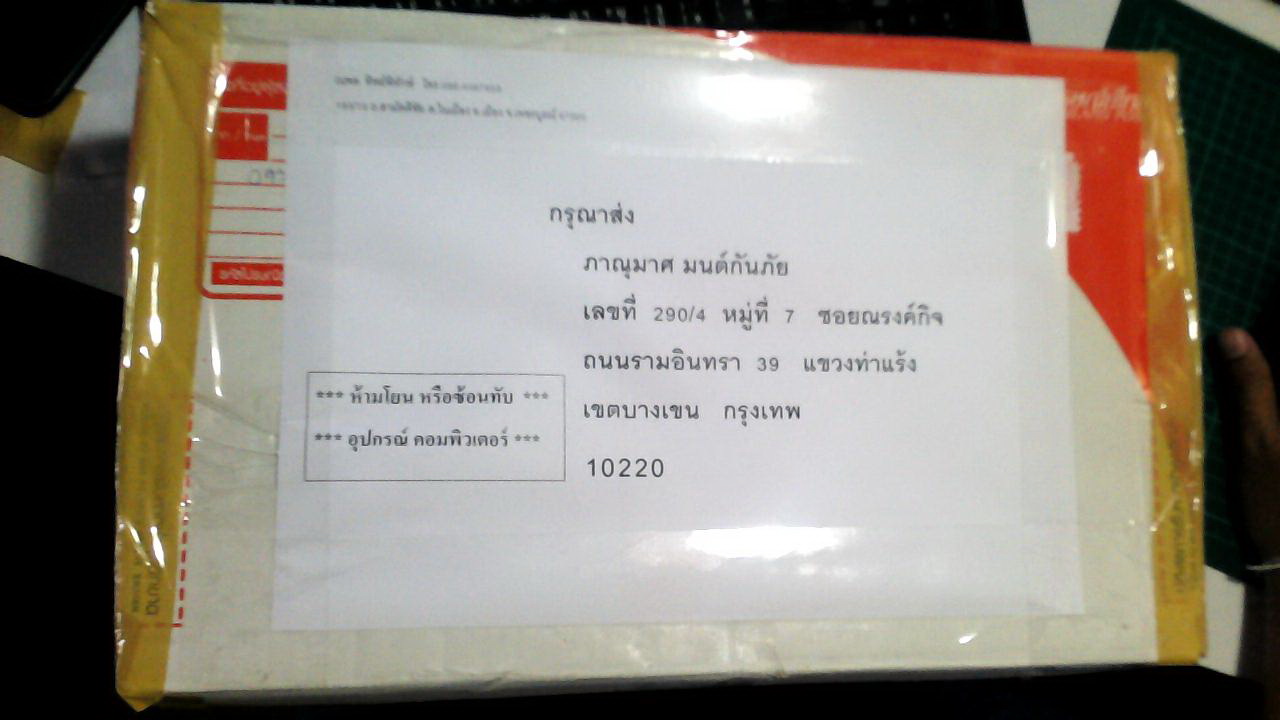 กรุณาส่ง
ภาณุมาศ มนต์กันภัย
เลขที่ 290/4 หมู่ที่ 7 ซอยณรงค์กิจ
ถนนรามอินทรา 39 แขวงท่าแร้ง
เขตบางเขน กรุงเทพ
10220
*** ห้ามโยน หรือซ้อนทับ ***
*** อุปกรณ์ คอมพิวเตอร์ ***